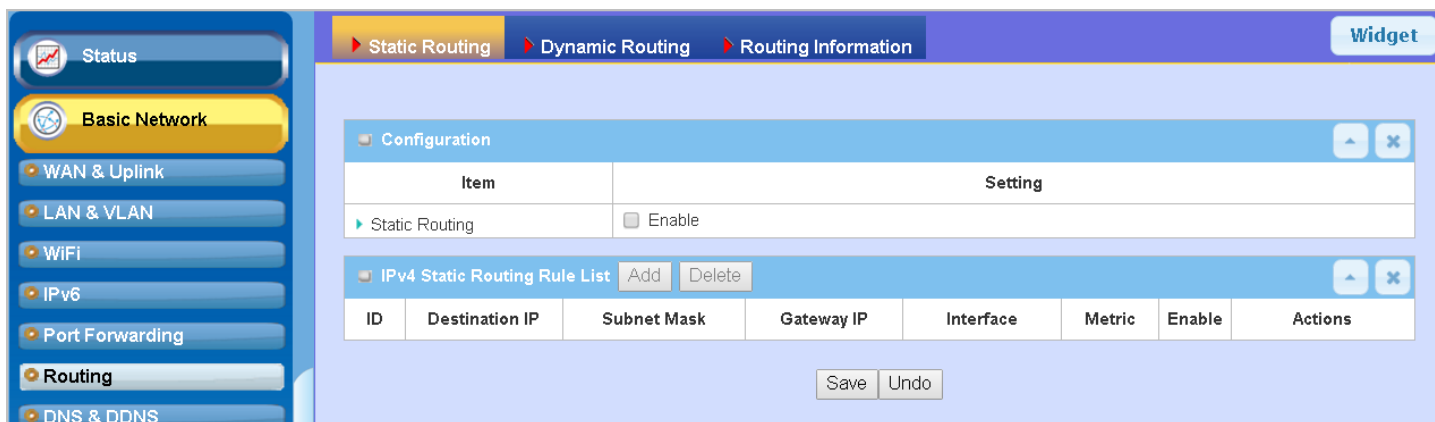 Status
Basic Network
WAN & Uplink
LAN & VLAN
WiFi
IPv6
Port Forwarding
Routing
DNS & DDNS
Static Routing Dynamic Routing Routing Information Widget
Configuration
Item Setting
Static Routing Enable
IPv4 Static Routing Rule List Add Delete
ID Destination IP Subnet Mask Gateway IP Interface Metric Enable Actions
Save Undo